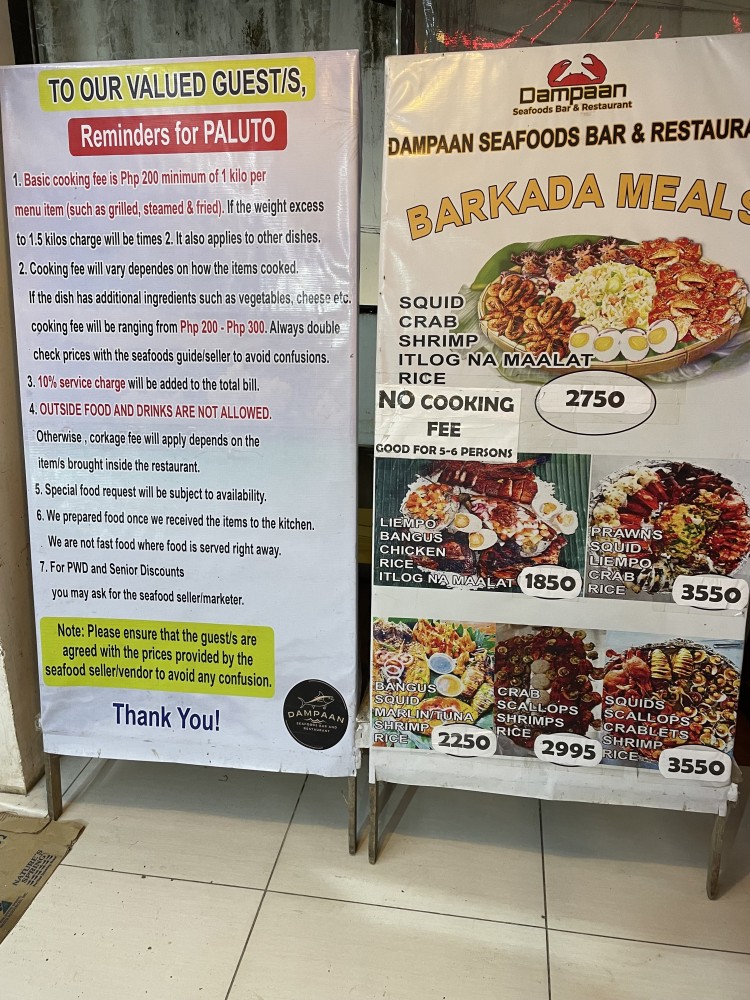 TO OUR VALUED GUEST/S,
Reminders for PALUTO
1. Basic cooking fee is Php 200 minimum of 1 kilo per
menu item (such as grilled, steamed & fried). If the weight excess
to 1.5 kilos charge will be times 2. It also applies to other dishes.
2. Cooking fee will vary dependes on how the items cooked.
If the dish has additional ingredients such as vegetables, cheese etc.
cooking fee will be ranging from Php 200 - Php 300. Always double
check prices with the seafoods guide/seller to avoid confusions.
3. 10% service charge will be added to the total bill.
4. OUTSIDE FOOD AND DRINKS ARE NOT ALLOWED.
Otherwise , corkage fee will apply depends on the
item/s brought inside the restaurant.
5. Special food request will be subject to availability.
6. We prepared food once we received the items to the kitchen.
We are not fast food where food is served right away.
7. For PWD and Senior Discounts
you may ask for the seafood seller/marketer.
Note: Please ensure that the guest/s are
agreed with the prices provided by the
seafood seller/vendor to avoid any confusion.
Thank You!
DAMPAAN
SEAFOODS BAR AND
RESTAURANT
Dampaan
Seafoods Bar & Restaurant
DAMPAAN SEAFOODS BAR & RESTAURA
BARKADA MEALS
SQUID
CRAB
SHRIMP
ITLOG NA MAALAT
RICE
2750
NO COOKING
FEE
GOOD FOR 5-6 PERSONS
LIEMPO
BANGUS
CHICKEN
RICE
ITLOG NA MAALAT
1850
PRAWNS
SQUID
LIEMPO
CRAB
RICE
3550
BANGUS
SQUID
MARLIN/TUNA
SHRIMP
RICE
2250
CRAB
SCALLOPS
SHRIMPS
RICE
2995
SQUIDS
SCALLOPS
CRABLETS
SHRIMP
RICE
3550
NATURE'S
SPRING